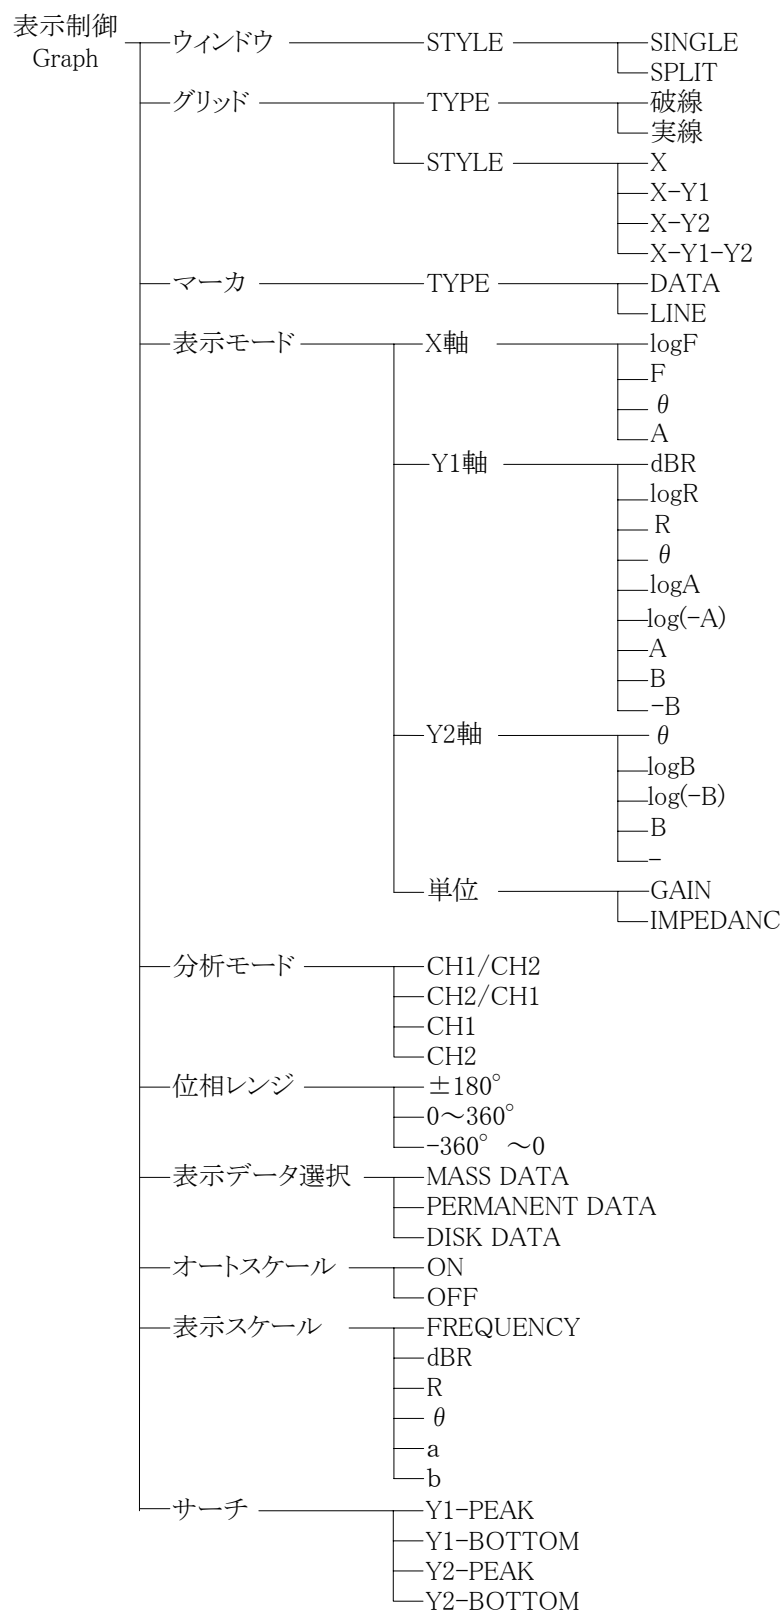 表示制御
Graph
ウィンドウ STYLE SINGLE
SPLIT
グリッド TYPE 破線
実線
STYLE X
X-Y1
X-Y2
X-Y1-Y2
マーカ TYPE DATA
LINE
表示モード X軸 logF
F
θ
A
Y1軸 dBR
logR
R
θ
logA
log(-A)
A
B
-B
Y2軸 θ
logB
log(-B)
B
-
単位 GAIN
IMPEDANC
分析モード CH1/CH2
CH2/CH1
CH1
CH2
位相レンジ ±180°
0～360°
-360° ～0
表示データ選択 MASS DATA
PERMANENT DATA
DISK DATA
オートスケール ON
OFF
表示スケール FREQUENCY
dBR
R
θ
a
b
サーチ Y1-PEAK
Y1-BOTTOM
Y2-PEAK
Y2-BOTTOM